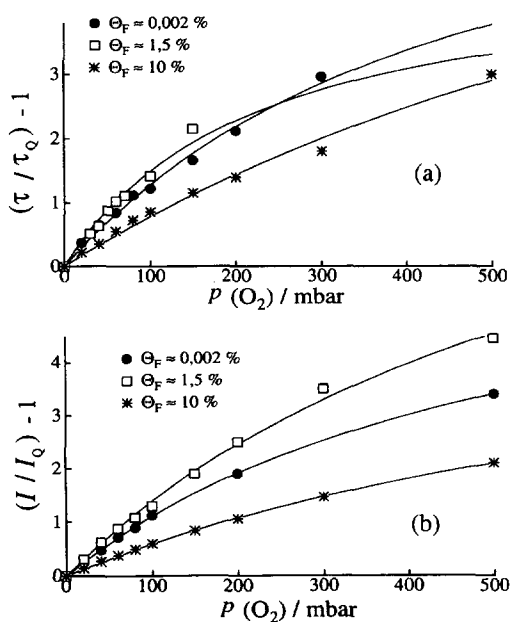 Θ_F ≈ 0,002 %
Θ_F ≈ 1,5 %
Θ_F ≈ 10 %
(τ / τ_Q) - 1
3
2
1
0
(a)
0 100 200 300 400 500
p (O₂) / mbar
Θ_F ≈ 0,002 %
Θ_F ≈ 1,5 %
Θ_F ≈ 10 %
(I / I_Q) - 1
4
3
2
1
0
(b)
0 100 200 300 400 500
p (O₂) / mbar